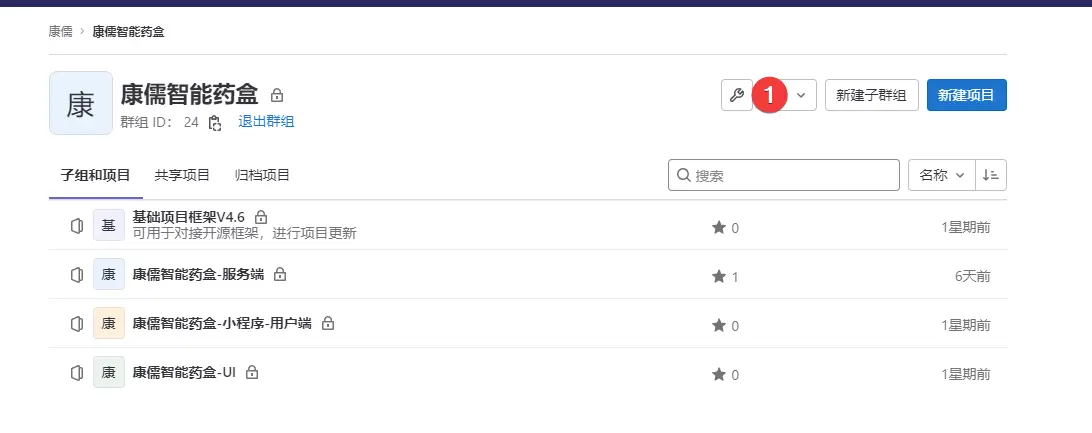 康儒 › 康儒智能药盒
康
康儒智能药盒
群组 ID： 24 退出群组
1
新建子群组
新建项目
子组和项目 共享项目 归档项目
搜索
名称
基
基础项目框架V4.6
可用于对接开源框架，进行项目更新
0
1星期前
康
康儒智能药盒-服务端
1
6天前
康
康儒智能药盒-小程序-用户端
0
1星期前
康
康儒智能药盒-UI
0
1星期前